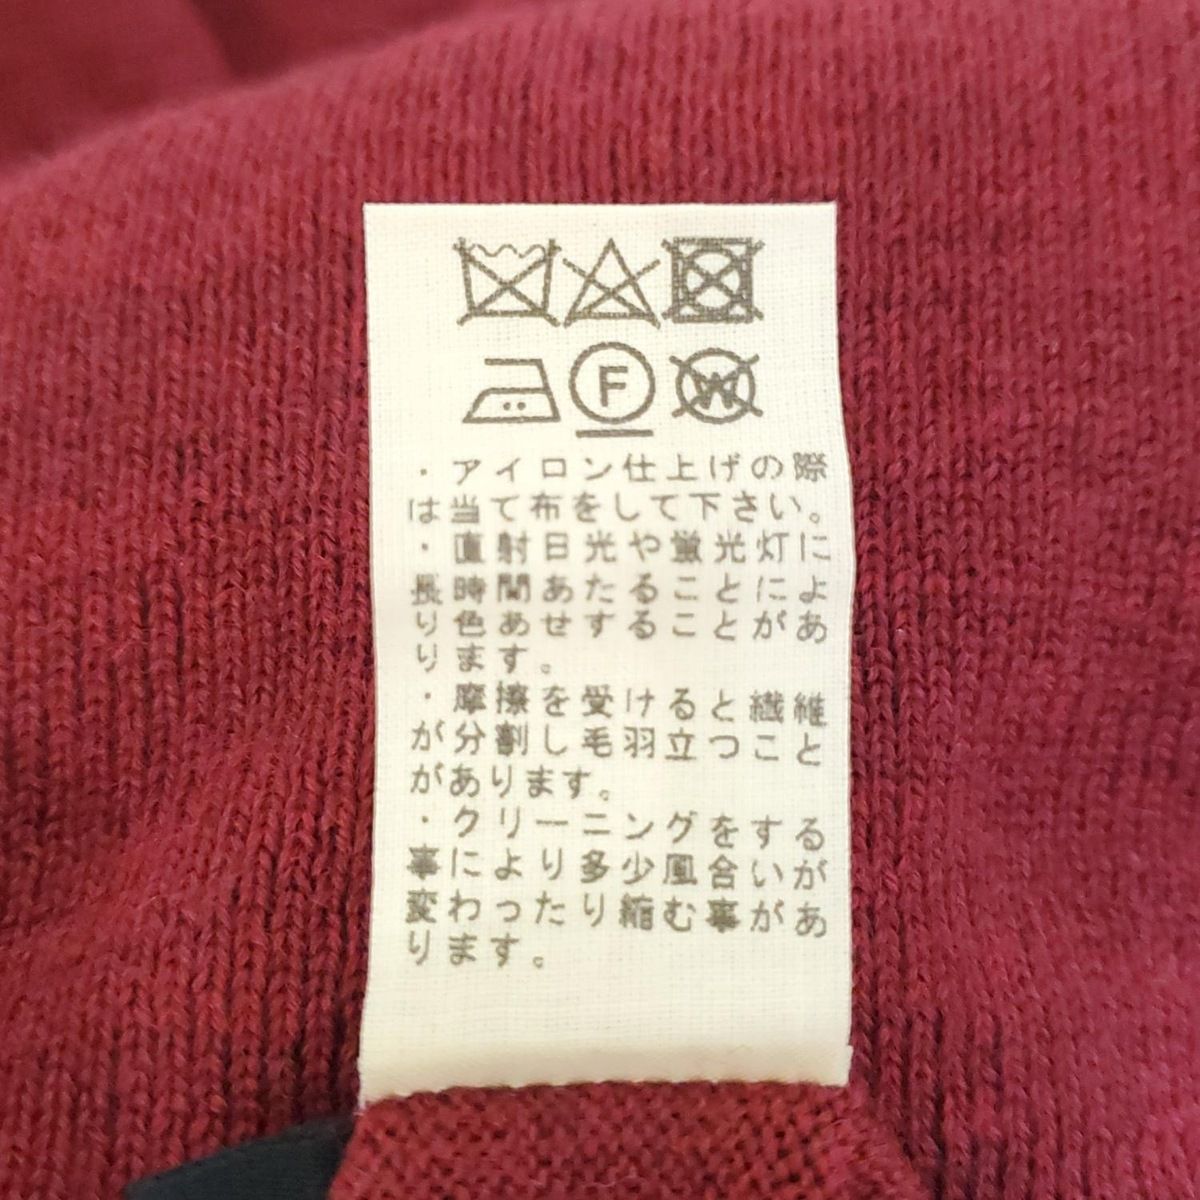 F W
・アイロン仕上げの際
は当て布をして下さい。
・直射日光や蛍光灯に
長時間あたることによ
り色あせすることがあ
ります。
・摩擦を受けると繊維
が分割し毛羽立つこと
があります。
・クリーニングをする
事により多少風合いが
変わったり縮む事があ
ります。